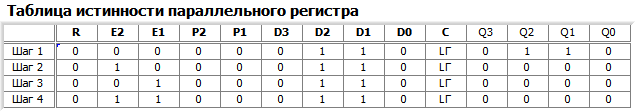 Таблица истинности параллельного регистра
R E2 E1 P2 P1 D3 D2 D1 D0 C Q3 Q2 Q1 Q0
Шаг 1 0 0 0 0 0 0 1 1 0 ЛГ 0 1 1 0
Шаг 2 0 1 0 0 0 0 1 1 0 ЛГ 0 0 0 0
Шаг 3 0 0 1 0 0 0 1 1 0 ЛГ 0 0 0 0
Шаг 4 0 1 1 0 0 0 1 1 0 ЛГ 0 0 0 0